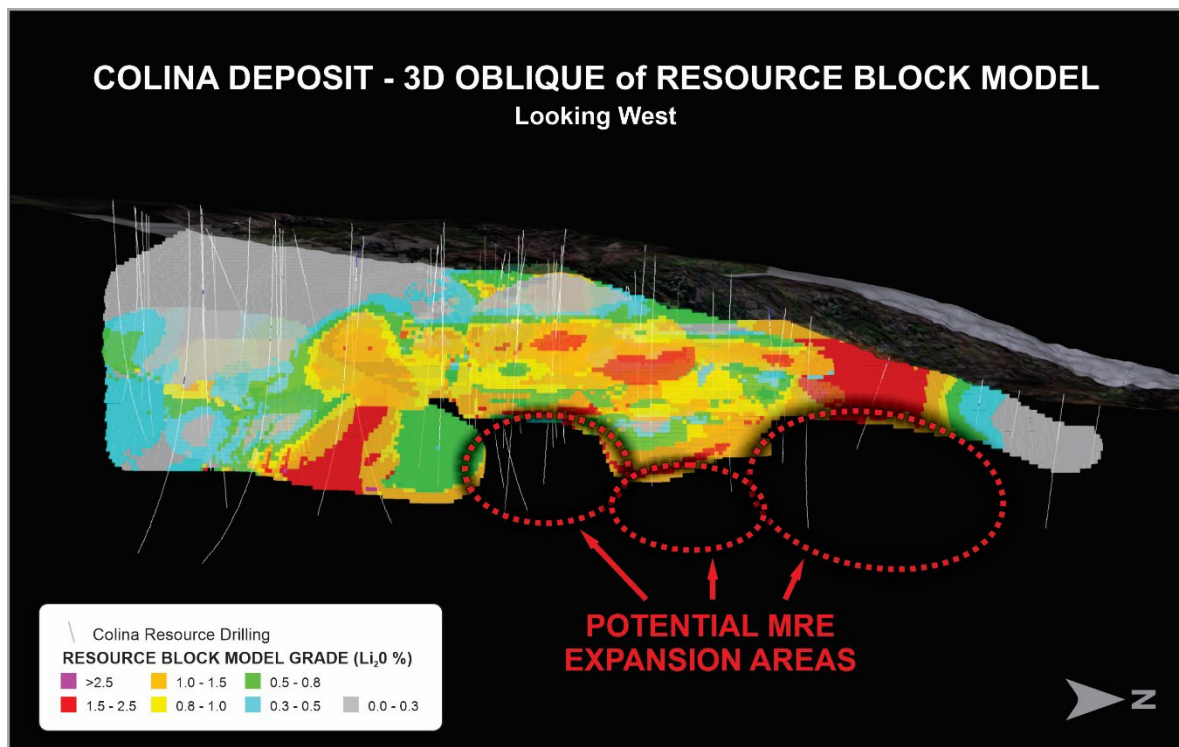 COLINA DEPOSIT - 3D OBLIQUE of RESOURCE BLOCK MODEL
Looking West
POTENTIAL MRE
EXPANSION AREAS
Colina Resource Drilling
RESOURCE BLOCK MODEL GRADE (Li₂0 %)
>2.5 1.0 - 1.5 0.5 - 0.8
1.5 - 2.5 0.8 - 1.0 0.3 - 0.5 0.0 - 0.3
N